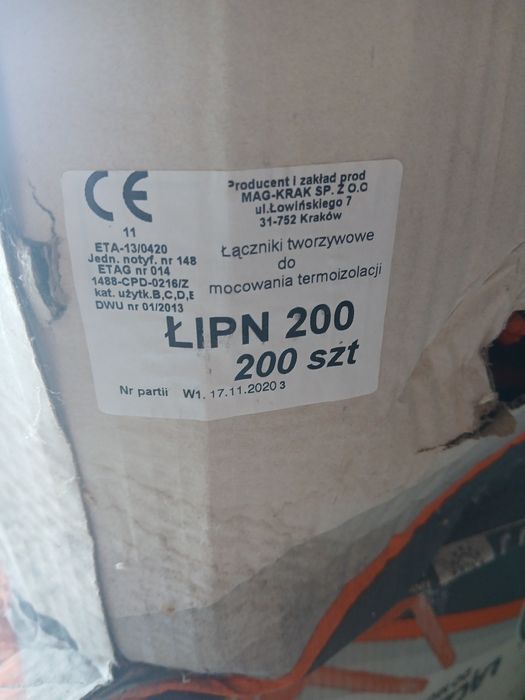 CE
11
ETA-13/0420
Jedn. notyf. nr 148
ETAG nr 014
1488-CPD-0216/Z
kat. użytk.B,C,D,E
DWU nr 01/2013
Producent i zakład prod
MAG-KRAK SP. Z O.O
ul.Łowińskiego 7
31-752 Kraków
Łączniki tworzywowe
do
mocowania termoizolacji
ŁIPN 200
200 szt
Nr partii W1. 17.11.2020 3